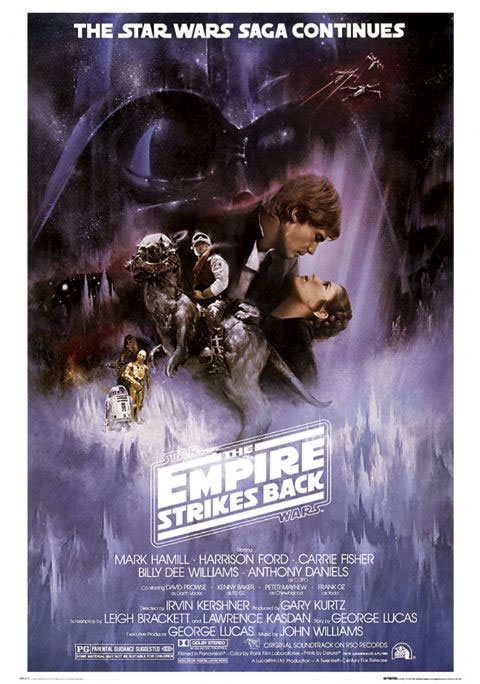 THE STAR WARS SAGA CONTINUES
STAR
THE
EMPIRE
STRIKES BACK
WARS
Starring
MARK HAMILL · HARRISON FORD · CARRIE FISHER
BILLY DEE WILLIAMS · ANTHONY DANIELS
as C-3PO
Co-starring DAVID PROWSE · KENNY BAKER · PETER MAYHEW · FRANK OZ
as Darth Vader as R2-D2 as Chewbacca as Yoda
Directed by IRVIN KERSHNER Produced by GARY KURTZ
Screenplay by LEIGH BRACKETT and LAWRENCE KASDAN Story by GEORGE LUCAS
Executive Producer GEORGE LUCAS Music by JOHN WILLIAMS
PG PARENTAL GUIDANCE SUGGESTED
SOME MATERIAL MAY NOT BE SUITABLE FOR CHILDREN
DOLBY STEREO
IN SELECTED THEATRES
ORIGINAL SOUNDTRACK ON RSO RECORDS
Filmed in Panavision · Color by Rank Film Laboratories · Prints by Deluxe
A Lucasfilm Ltd. Production – A Twentieth Century-Fox Release